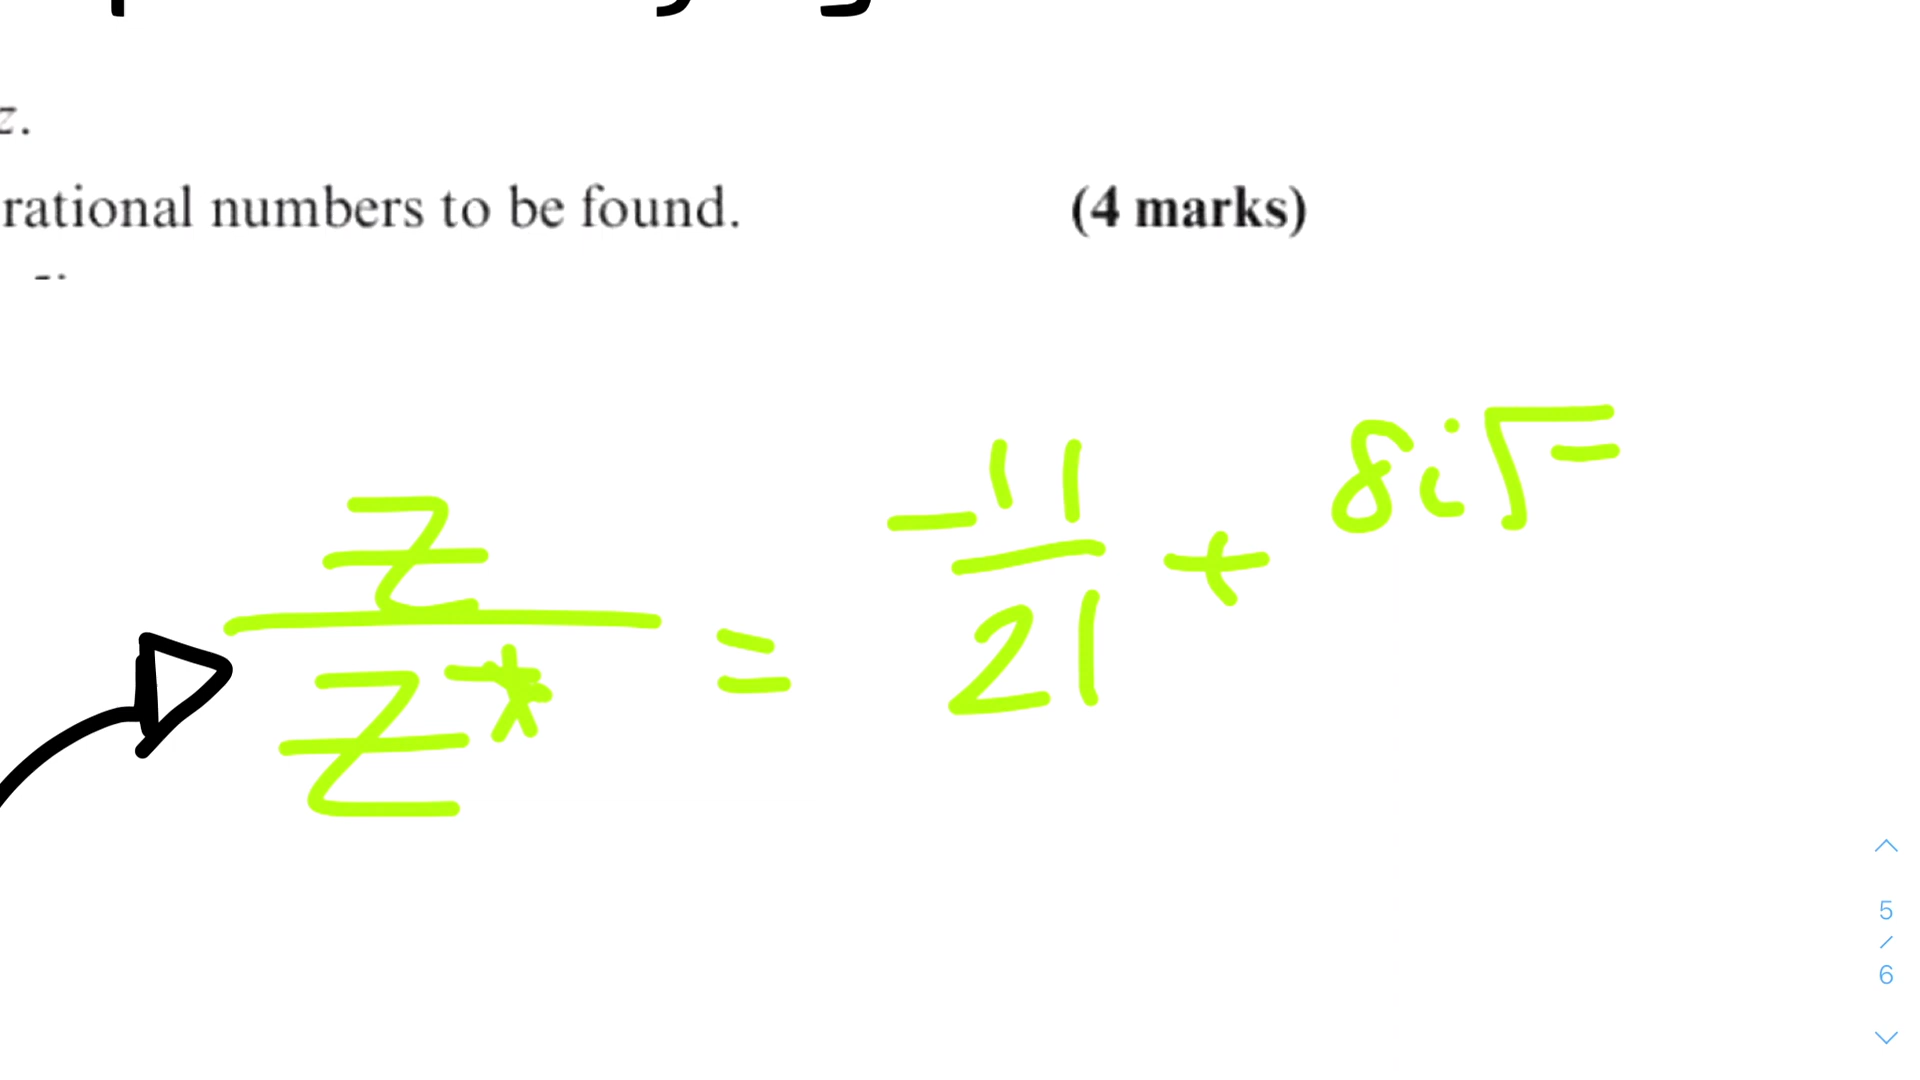 z.
rational numbers to be found. (4 marks)
z/z* = -11/21 + 8i√=
5
/
6